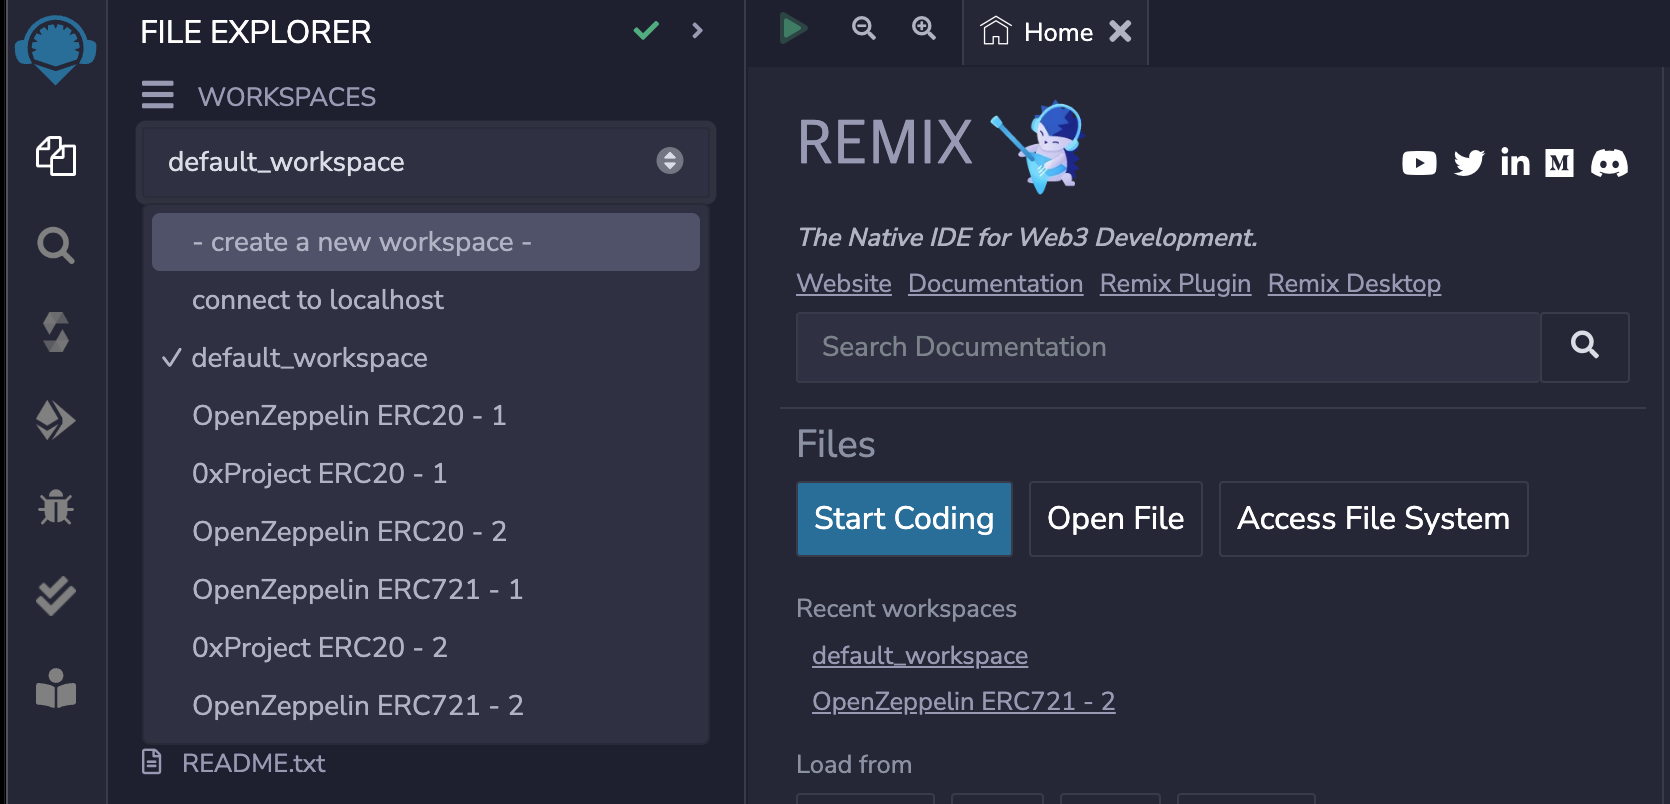 FILE EXPLORER
WORKSPACES
default_workspace
- create a new workspace -
connect to localhost
default_workspace
OpenZeppelin ERC20 - 1
0xProject ERC20 - 1
OpenZeppelin ERC20 - 2
OpenZeppelin ERC721 - 1
0xProject ERC20 - 2
OpenZeppelin ERC721 - 2
README.txt
Home
REMIX
in M
The Native IDE for Web3 Development.
Website Documentation Remix Plugin Remix Desktop
Search Documentation
Files
Start Coding Open File Access File System
Recent workspaces
default_workspace
OpenZeppelin ERC721 - 2
Load from